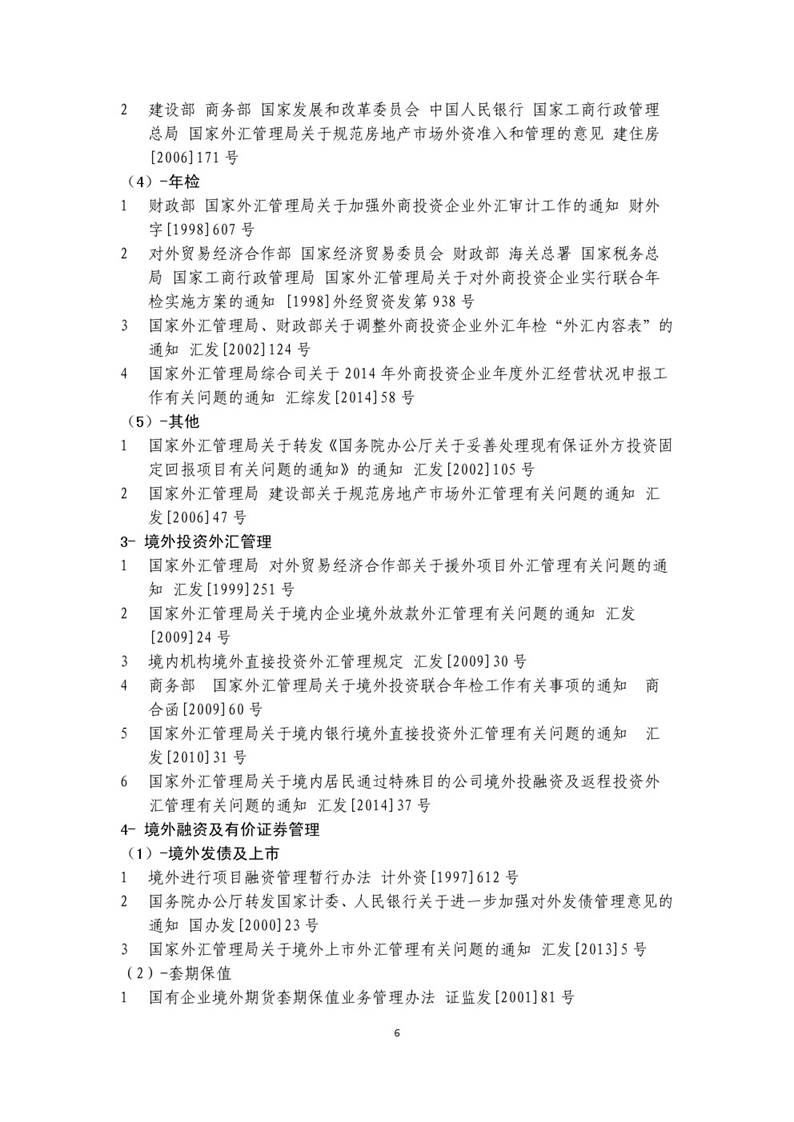 2 建设部 商务部 国家发展和改革委员会 中国人民银行 国家工商行政管理
总局 国家外汇管理局关于规范房地产市场外资准入和管理的意见 建住房
[2006]171 号
（4）-年检
1 财政部 国家外汇管理局关于加强外商投资企业外汇审计工作的通知 财外
字[1998]607 号
2 对外贸易经济合作部 国家经济贸易委员会 财政部 海关总署 国家税务总
局 国家工商行政管理局 国家外汇管理局关于对外商投资企业实行联合年
检实施方案的通知 [1998]外经贸资发第 938 号
3 国家外汇管理局、财政部关于调整外商投资企业外汇年检“外汇内容表”的
通知 汇发[2002]124 号
4 国家外汇管理局综合司关于 2014 年外商投资企业年度外汇经营状况申报工
作有关问题的通知 汇综发[2014]58 号
（5）-其他
1 国家外汇管理局关于转发《国务院办公厅关于妥善处理现有保证外方投资固
定回报项目有关问题的通知》的通知 汇发[2002]105 号
2 国家外汇管理局 建设部关于规范房地产市场外汇管理有关问题的通知 汇
发[2006]47 号
3- 境外投资外汇管理
1 国家外汇管理局 对外贸易经济合作部关于援外项目外汇管理有关问题的通
知 汇发[1999]251 号
2 国家外汇管理局关于境内企业境外放款外汇管理有关问题的通知 汇发
[2009]24 号
3 境内机构境外直接投资外汇管理规定 汇发[2009]30 号
4 商务部 国家外汇管理局关于境外投资联合年检工作有关事项的通知 商
合函[2009]60 号
5 国家外汇管理局关于境内银行境外直接投资外汇管理有关问题的通知 汇
发[2010]31 号
6 国家外汇管理局关于境内居民通过特殊目的公司境外投融资及返程投资外
汇管理有关问题的通知 汇发[2014]37 号
4- 境外融资及有价证券管理
（1）-境外发债及上市
1 境外进行项目融资管理暂行办法 计外资[1997]612 号
2 国务院办公厅转发国家计委、人民银行关于进一步加强对外发债管理意见的
通知 国办发[2000]23 号
3 国家外汇管理局关于境外上市外汇管理有关问题的通知 汇发[2013]5 号
（2）-套期保值
1 国有企业境外期货套期保值业务管理办法 证监发[2001]81 号
6